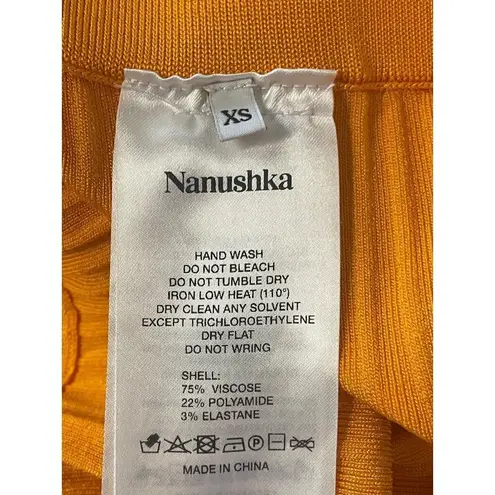 XS
Nanushka
HAND WASH
DO NOT BLEACH
DO NOT TUMBLE DRY
IRON LOW HEAT (110°)
DRY CLEAN ANY SOLVENT
EXCEPT TRICHLOROETHYLENE
DRY FLAT
DO NOT WRING
SHELL:
75% VISCOSE
22% POLYAMIDE
3% ELASTANE
P
MADE IN CHINA